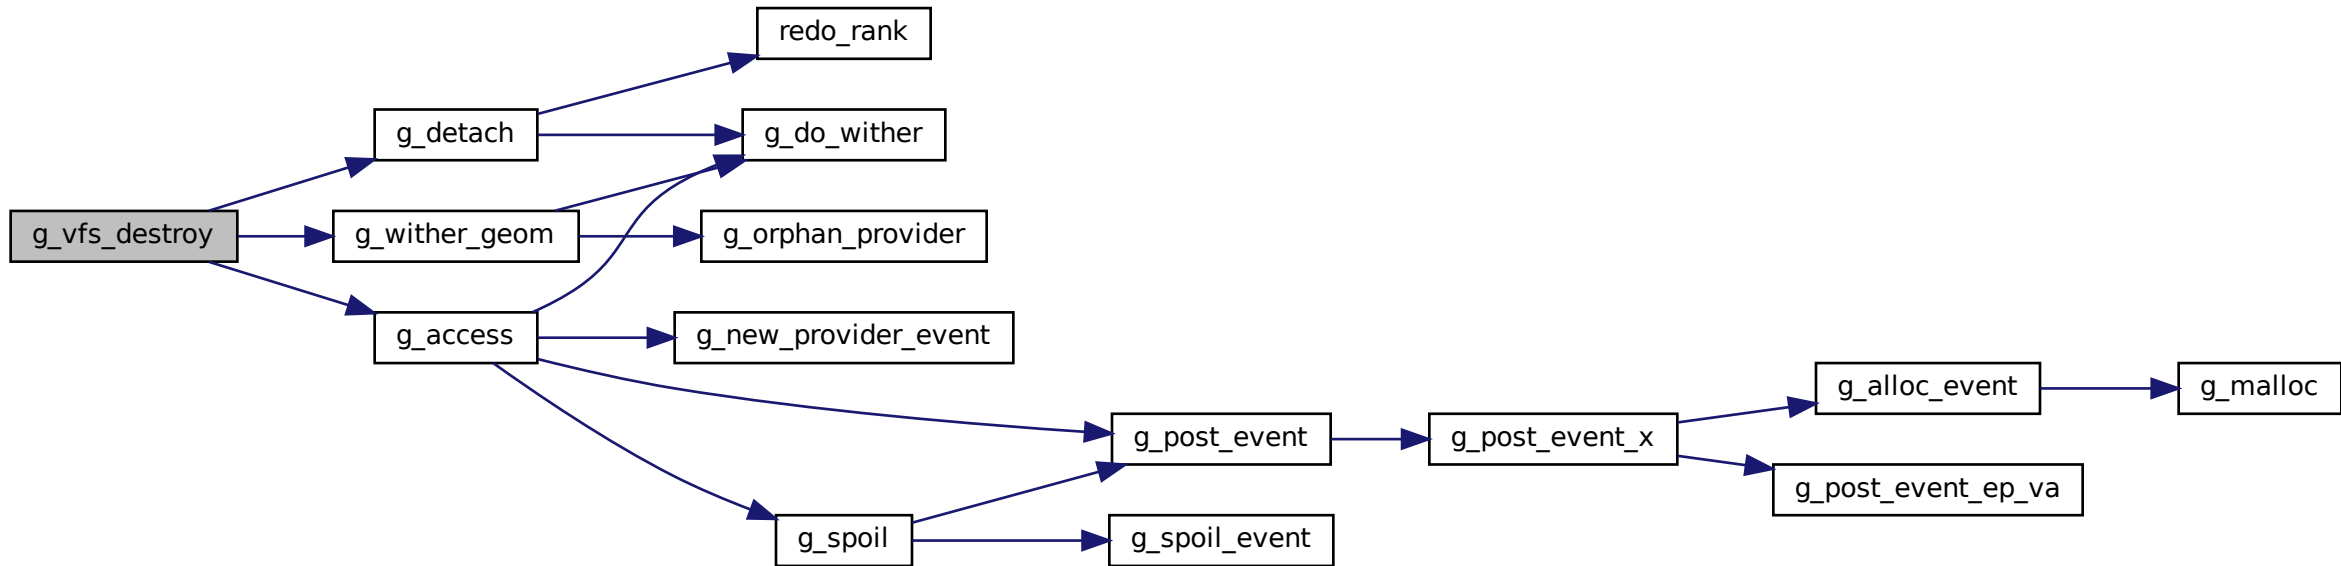 redo_rank
g_detach
g_do_wither
g_vfs_destroy
g_wither_geom
g_orphan_provider
g_access
g_new_provider_event
g_alloc_event
g_malloc
g_post_event
g_post_event_x
g_post_event_ep_va
g_spoil
g_spoil_event